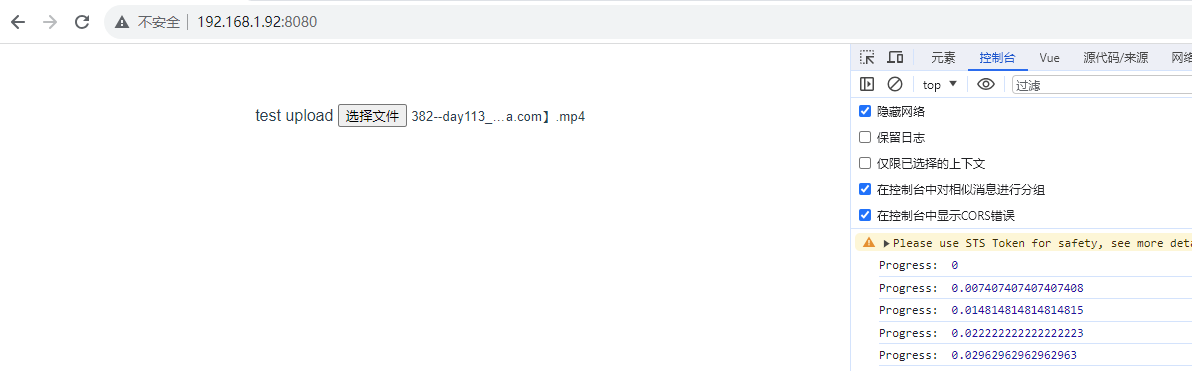 不安全 192.168.1.92:8080
test upload 选择文件 382--day113_...a.com】.mp4
元素 控制台 Vue 源代码/来源 网络
top 过滤
隐藏网络
保留日志
仅限已选择的上下文
在控制台中对相似消息进行分组
在控制台中显示CORS错误
Please use STS Token for safety, see more deta
Progress: 0
Progress: 0.007407407407407408
Progress: 0.014814814814814815
Progress: 0.022222222222222223
Progress: 0.02962962962962963